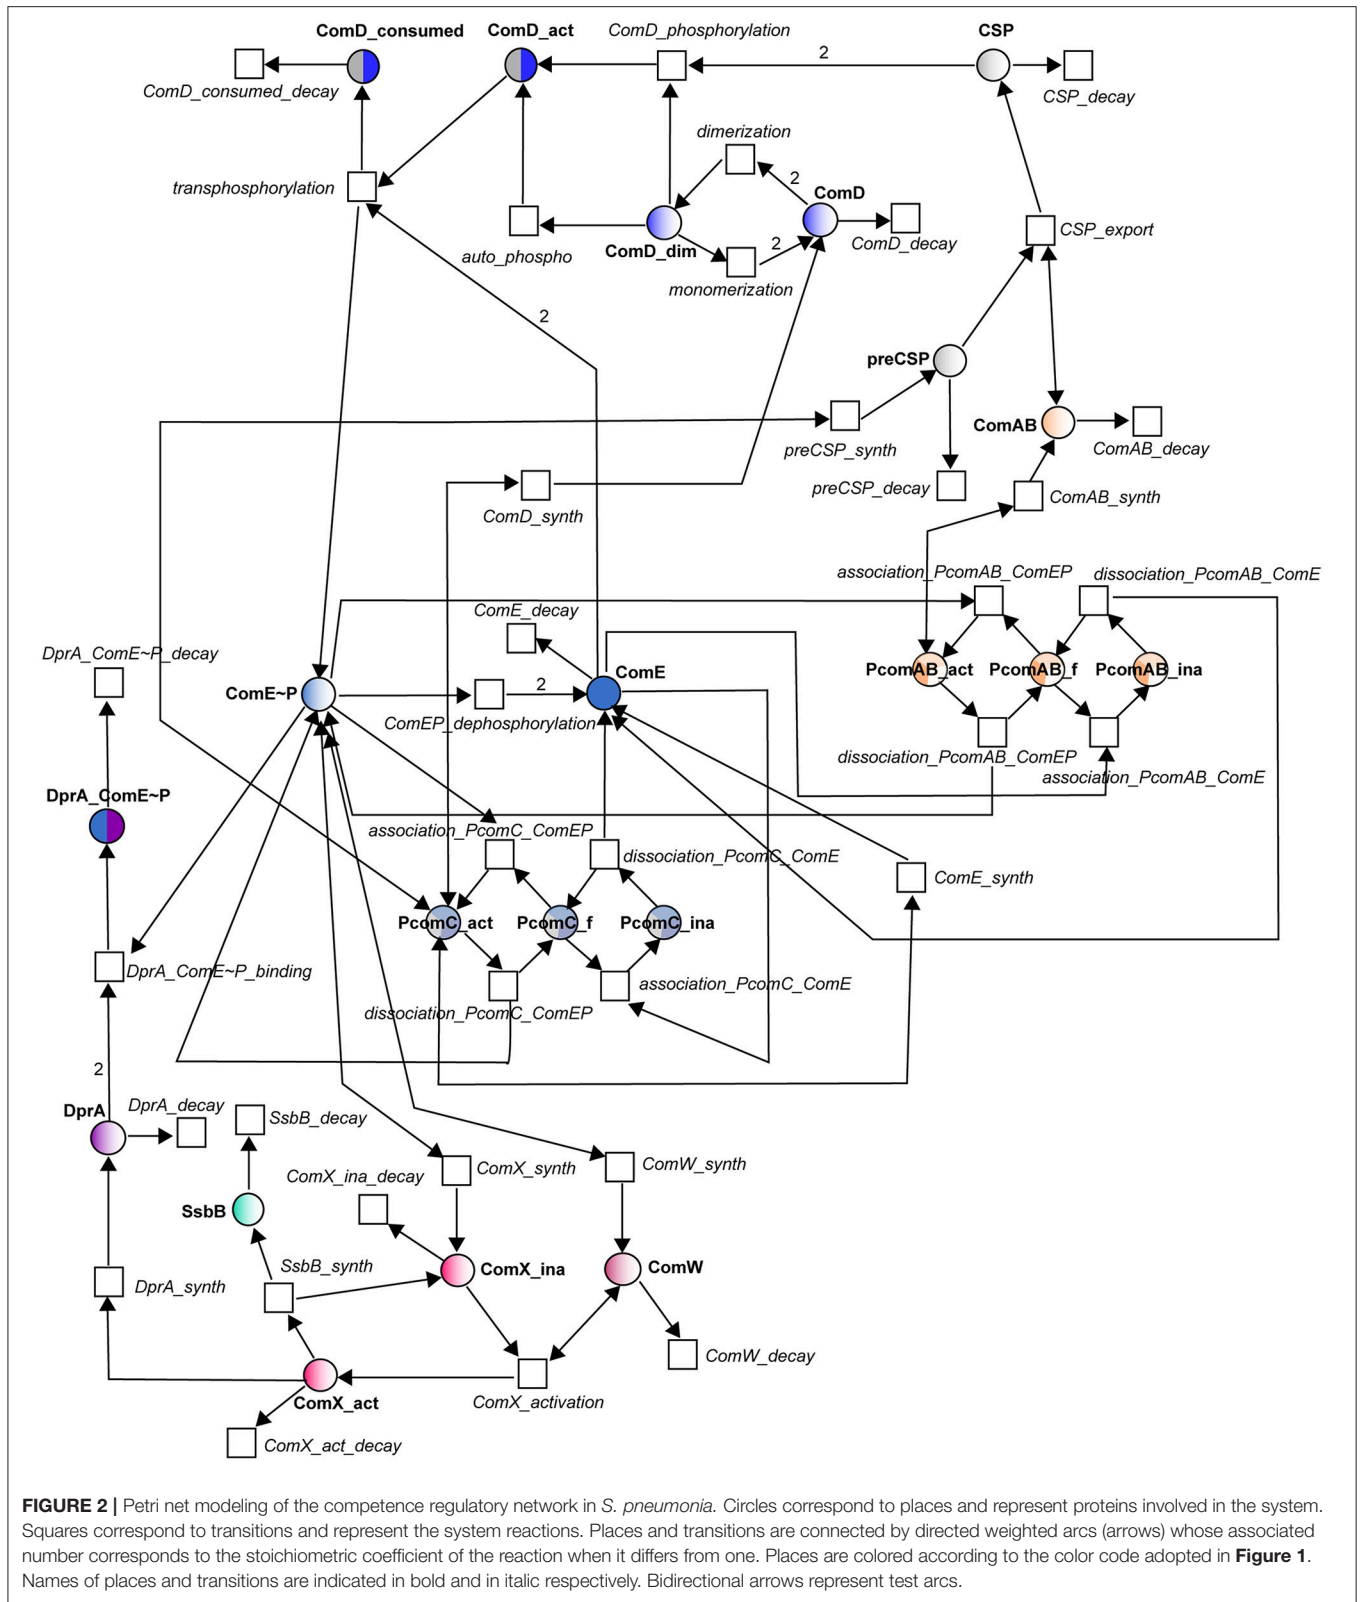 ComD_consumed
ComD_act
ComD_phosphorylation
CSP
2
ComD_consumed_decay
CSP_decay
dimerization
transphosphorylation
2
ComD
auto_phospho
ComD_dim
2
ComD_decay
CSP_export
monomerization
2
preCSP
ComAB
preCSP_synth
ComAB_decay
preCSP_decay
ComAB_synth
ComD_synth
association_PcomAB_ComEP
dissociation_PcomAB_ComE
ComE_decay
DprA_ComE~P_decay
ComE~P
ComE
PcomAB_act
PcomAB_f
PcomAB_ina
2
ComEP_dephosphorylation
dissociation_PcomAB_ComEP
association_PcomAB_ComE
DprA_ComE~P
association_PcomC_ComEP
dissociation_PcomC_ComE
ComE_synth
PcomC_act
PcomC_f
PcomC_ina
DprA_ComE~P_binding
association_PcomC_ComE
dissociation_PcomC_ComEP
2
DprA
DprA_decay
SsbB_decay
ComX_ina_decay
ComX_synth
ComW_synth
SsbB
SsbB_synth
ComX_ina
ComW
DprA_synth
ComW_decay
ComX_act
ComX_activation
ComX_act_decay
FIGURE 2 | Petri net modeling of the competence regulatory network in S. pneumonia. Circles correspond to places and represent proteins involved in the system.
Squares correspond to transitions and represent the system reactions. Places and transitions are connected by directed weighted arcs (arrows) whose associated
number corresponds to the stoichiometric coefficient of the reaction when it differs from one. Places are colored according to the color code adopted in Figure 1.
Names of places and transitions are indicated in bold and in italic respectively. Bidirectional arrows represent test arcs.